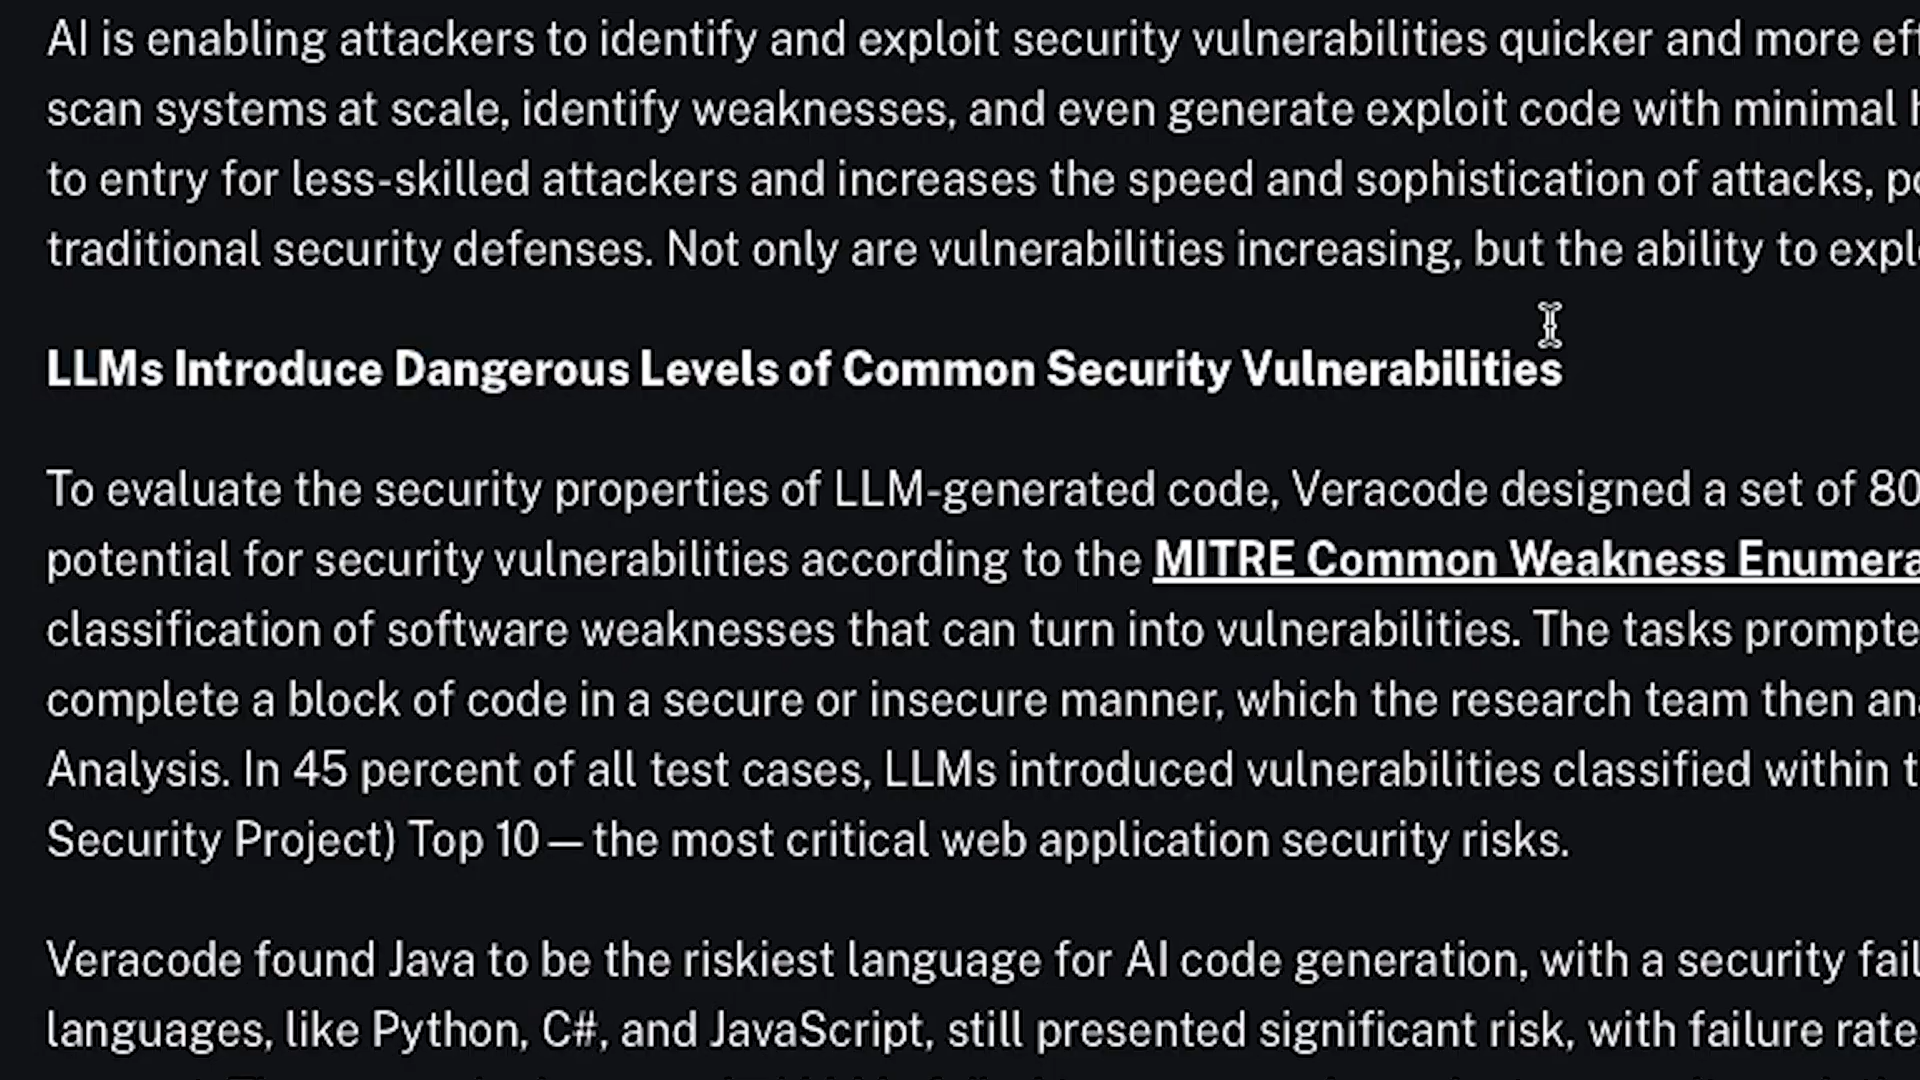 AI is enabling attackers to identify and exploit security vulnerabilities quicker and more
scan systems at scale, identify weaknesses, and even generate exploit code with minimal
to entry for less-skilled attackers and increases the speed and sophistication of attacks,
traditional security defenses. Not only are vulnerabilities increasing, but the ability to
LLMs Introduce Dangerous Levels of Common Security Vulnerabilities
To evaluate the security properties of LLM-generated code, Veracode designed a set of 80
potential for security vulnerabilities according to the MITRE Common Weakness Enumera
classification of software weaknesses that can turn into vulnerabilities. The tasks prompte
complete a block of code in a secure or insecure manner, which the research team then
Analysis. In 45 percent of all test cases, LLMs introduced vulnerabilities classified within
Security Project) Top 10 — the most critical web application security risks.
Veracode found Java to be the riskiest language for AI code generation, with a security fail
languages, like Python, C#, and JavaScript, still presented significant risk, with failure rate